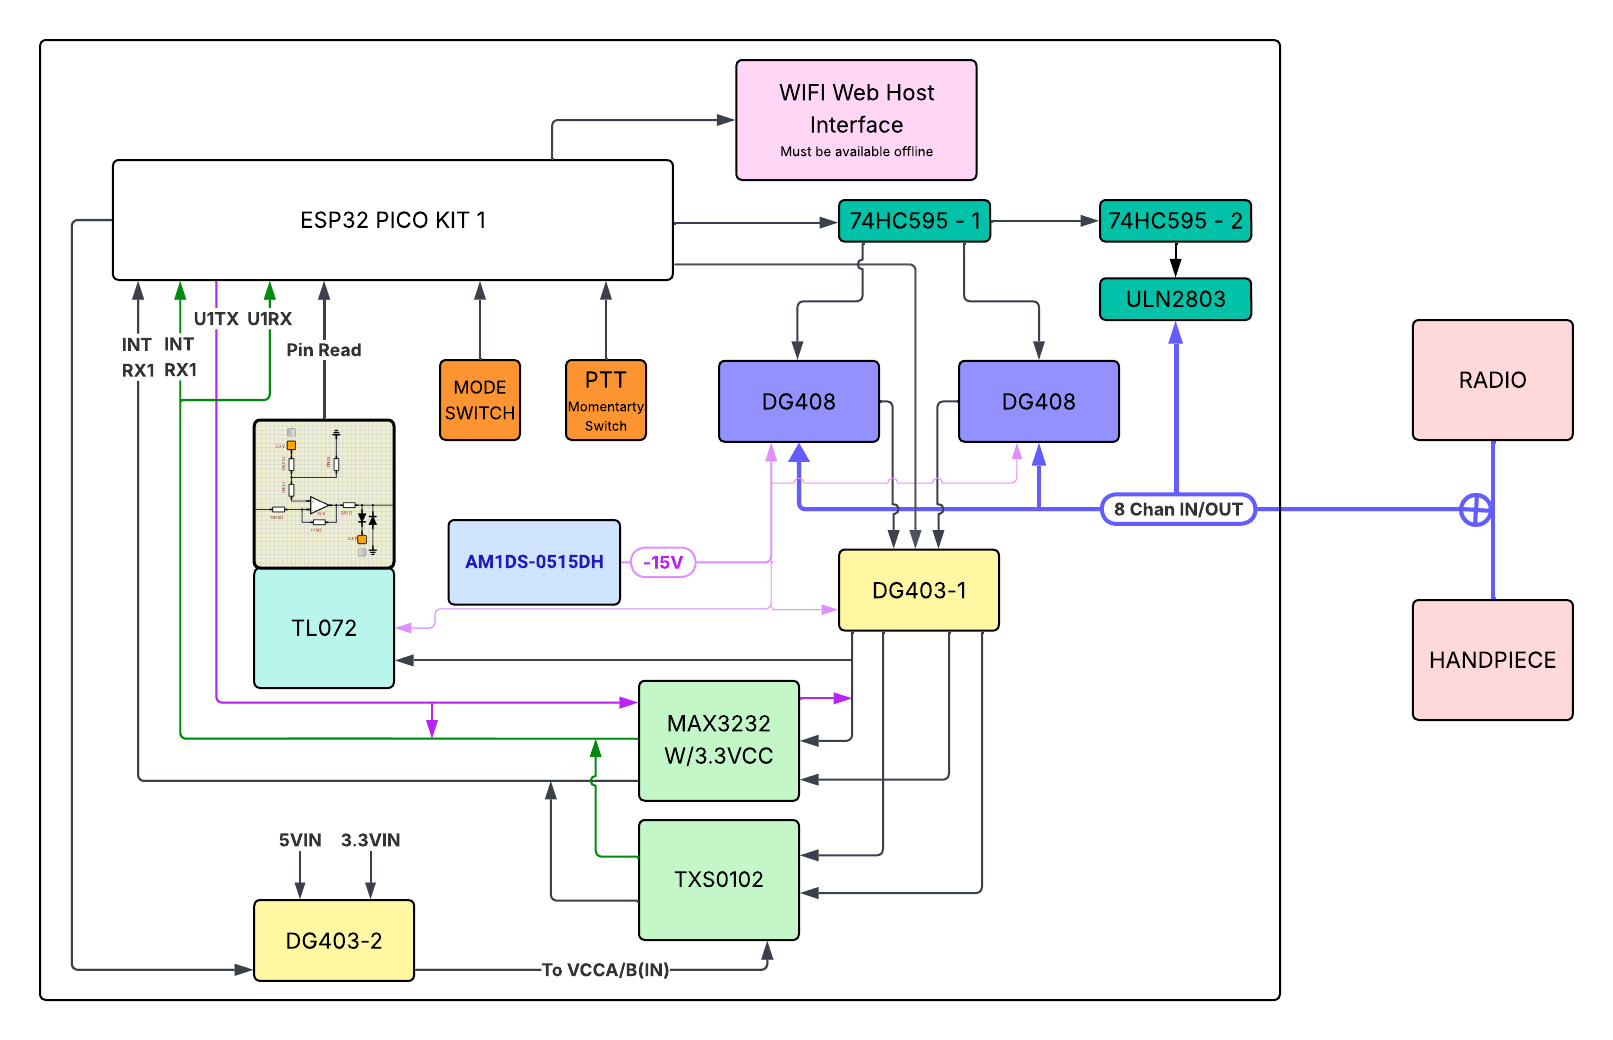 WIFI Web Host
Interface
Must be available offline
ESP32 PICO KIT 1
74HC595 - 1
74HC595 - 2
ULN2803
U1TX
U1RX
INT
RX1
INT
RX1
Pin Read
MODE
SWITCH
PTT
Momentarty
Switch
DG408
DG408
RADIO
8 Chan IN/OUT
AM1DS-0515DH
-15V
DG403-1
TL072
HANDPIECE
MAX3232
W/3.3VCC
5VIN
3.3VIN
TXS0102
DG403-2
To VCCA/B(IN)